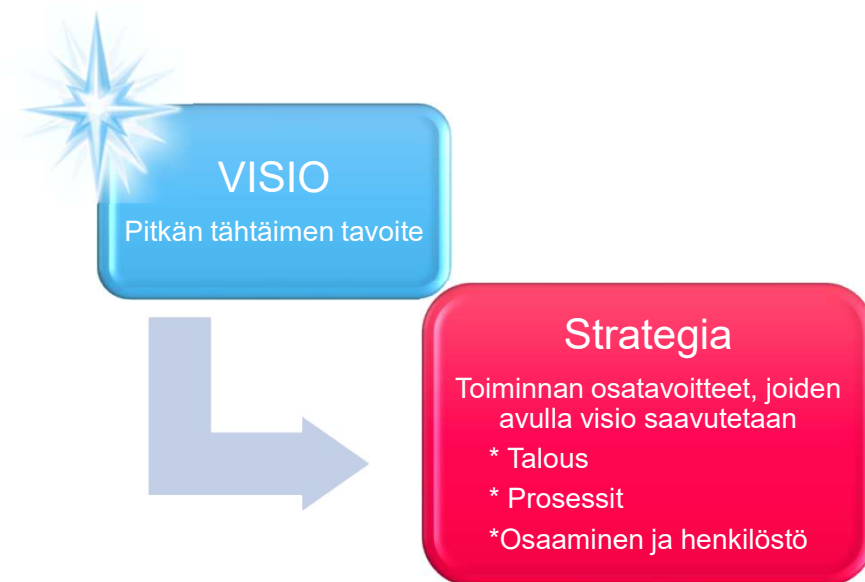 VISIO
Pitkän tähtäimen tavoite
Strategia
Toiminnan osatavoitteet, joiden
avulla visio saavutetaan
* Talous
* Prosessit
*Osaaminen ja henkilöstö